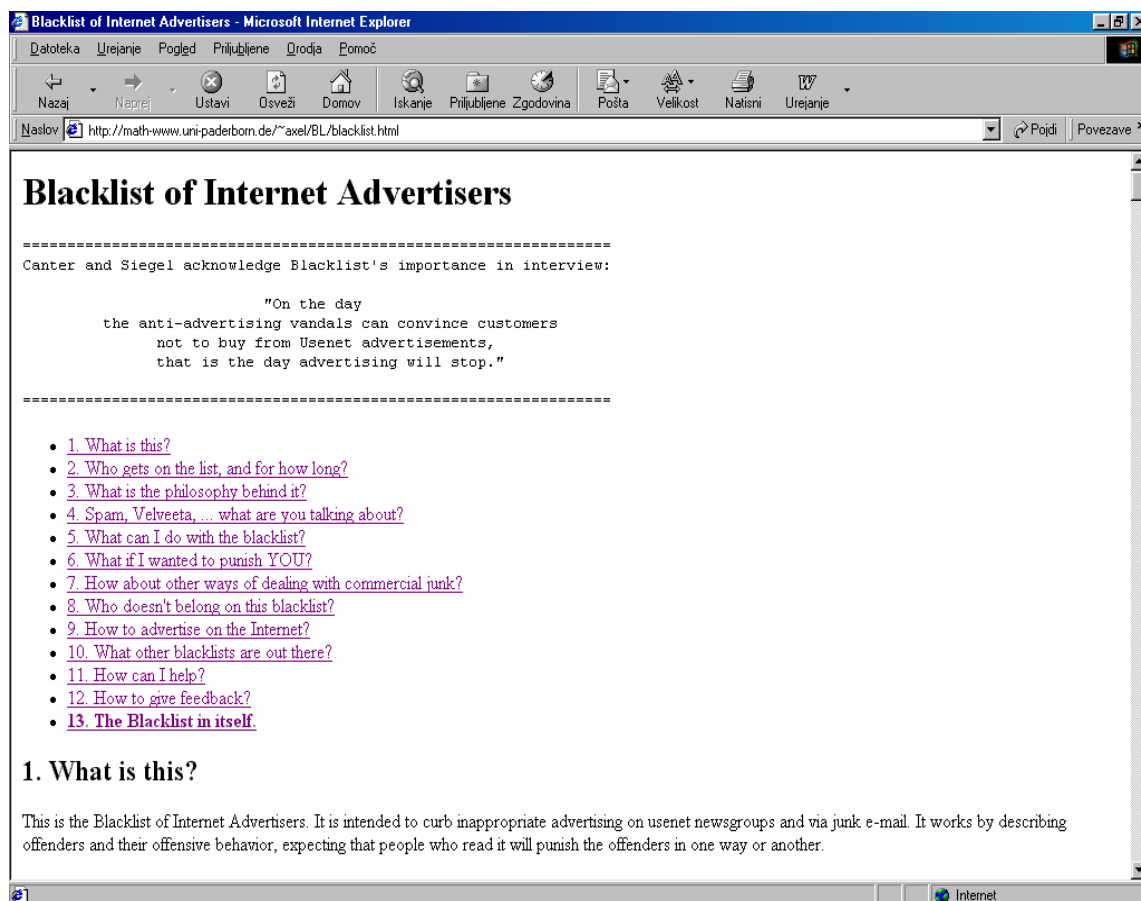 Blacklist of Internet Advertisers - Microsoft Internet Explorer
Datoteka Urejanje Pogled Priljubljene Orodja Pomoč
Nazaj Naprej Ustavi Osveži Domov Iskanje Priljubljene Zgodovina Pošta Velikost Natisni Urejanje
Naslov http://math-www.uni-paderborn.de/~axel/BL/blacklist.html Pojdi Povezave
Blacklist of Internet Advertisers
==================================================================
Canter and Siegel acknowledge Blacklist's importance in interview:
"On the day
the anti-advertising vandals can convince customers
not to buy from Usenet advertisements,
that is the day advertising will stop."
==================================================================
• 1. What is this?
• 2. Who gets on the list, and for how long?
• 3. What is the philosophy behind it?
• 4. Spam, Velveeta, ... what are you talking about?
• 5. What can I do with the blacklist?
• 6. What if I wanted to punish YOU?
• 7. How about other ways of dealing with commercial junk?
• 8. Who doesn't belong on this blacklist?
• 9. How to advertise on the Internet?
• 10. What other blacklists are out there?
• 11. How can I help?
• 12. How to give feedback?
• 13. The Blacklist in itself.
1. What is this?
This is the Blacklist of Internet Advertisers. It is intended to curb inappropriate advertising on usenet newsgroups and via junk e-mail. It works by describing
offenders and their offensive behavior, expecting that people who read it will punish the offenders in one way or another.
Internet